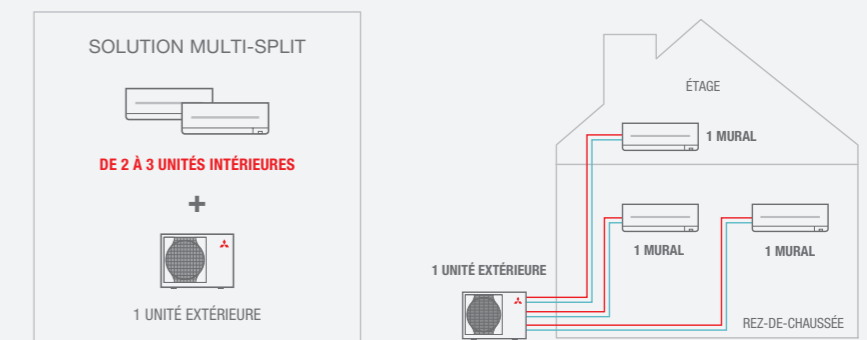 SOLUTION MULTI-SPLIT
DE 2 À 3 UNITÉS INTÉRIEURES
+
1 UNITÉ EXTÉRIEURE
ÉTAGE
1 MURAL
1 MURAL
1 MURAL
1 UNITÉ EXTÉRIEURE
REZ-DE-CHAUSSÉE